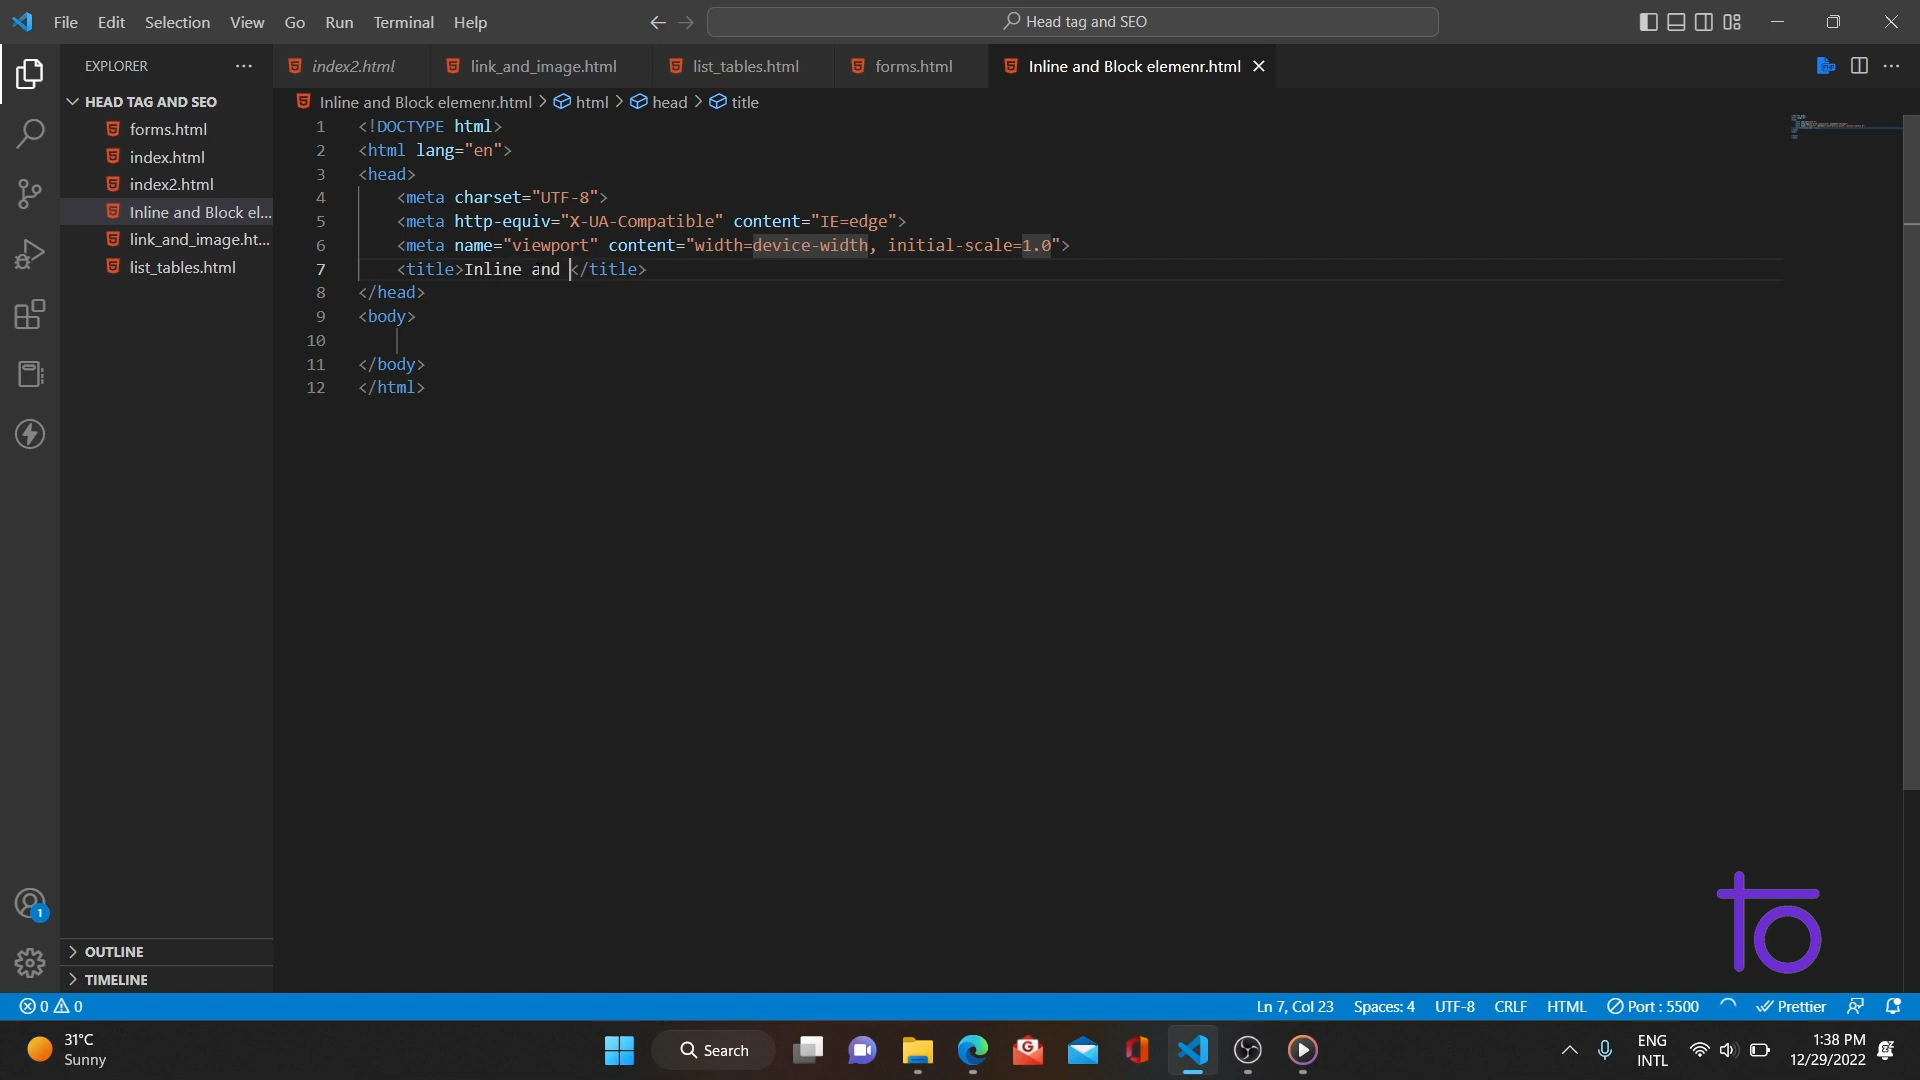 File Edit Selection View Go Run Terminal Help
Head tag and SEO
EXPLORER
index2.html
link_and_image.html
list_tables.html
forms.html
Inline and Block elemenr.html
HEAD TAG AND SEO
forms.html
index.html
index2.html
Inline and Block el...
link_and_image.ht...
list_tables.html
Inline and Block elemenr.html > html > head > title
1 <!DOCTYPE html>
2 <html lang="en">
3 <head>
4 <meta charset="UTF-8">
5 <meta http-equiv="X-UA-Compatible" content="IE=edge">
6 <meta name="viewport" content="width=device-width, initial-scale=1.0">
7 <title>Inline and </title>
8 </head>
9 <body>
10
11 </body>
12 </html>
1
OUTLINE
TIMELINE
to
0 0
Ln 7, Col 23 Spaces: 4 UTF-8 CRLF HTML Port : 5500 Prettier
31°C
Sunny
Search
ENG
INTL
1:38 PM
12/29/2022